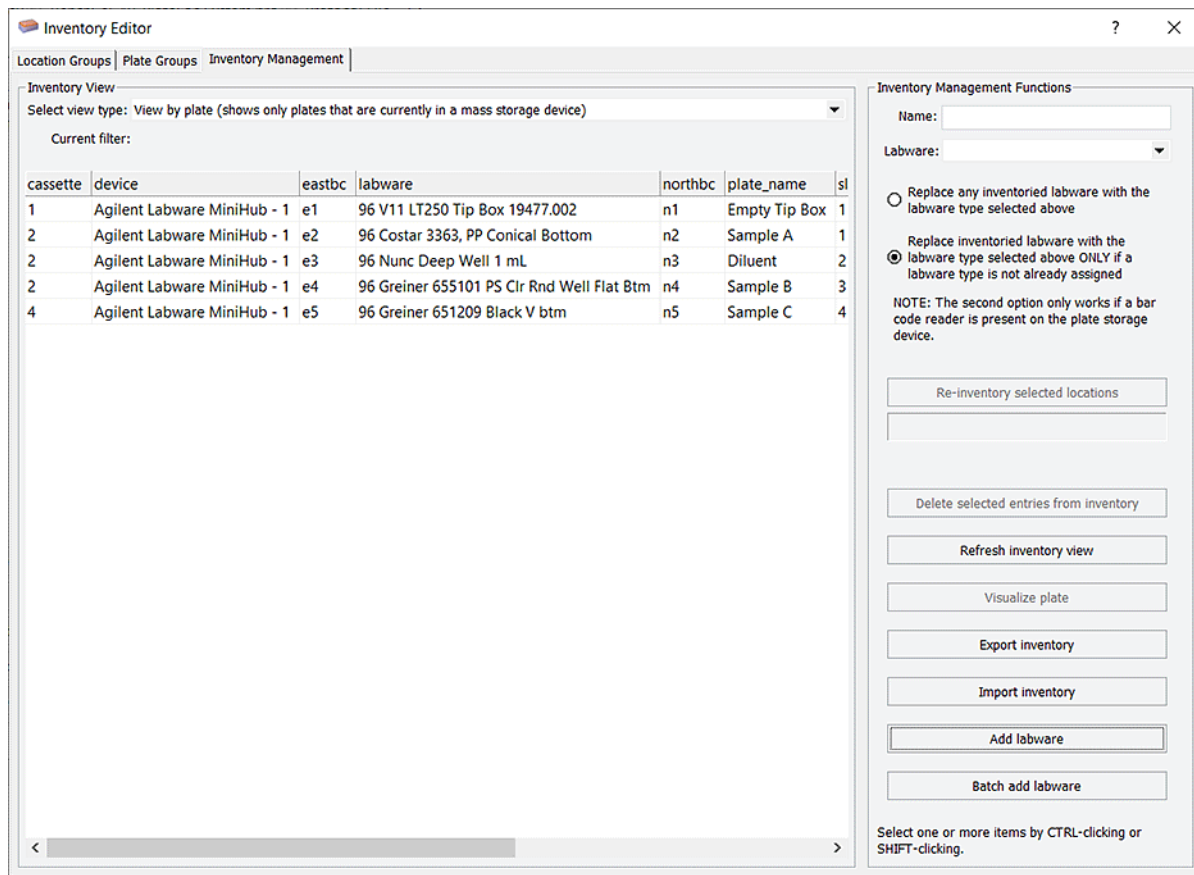 Inventory Editor
?
Location Groups Plate Groups Inventory Management
Inventory View
Select view type: View by plate (shows only plates that are currently in a mass storage device)
Current filter:
cassette device eastbc labware northbc plate_name sl
1 Agilent Labware MiniHub - 1 e1 96 V11 LT250 Tip Box 19477.002 n1 Empty Tip Box 1
2 Agilent Labware MiniHub - 1 e2 96 Costar 3363, PP Conical Bottom n2 Sample A 1
2 Agilent Labware MiniHub - 1 e3 96 Nunc Deep Well 1 mL n3 Diluent 2
2 Agilent Labware MiniHub - 1 e4 96 Greiner 655101 PS Clr Rnd Well Flat Btm n4 Sample B 3
4 Agilent Labware MiniHub - 1 e5 96 Greiner 651209 Black V btm n5 Sample C 4
Inventory Management Functions
Name:
Labware:
Replace any inventoried labware with the
labware type selected above
Replace inventoried labware with the
labware type selected above ONLY if a
labware type is not already assigned
NOTE: The second option only works if a bar
code reader is present on the plate storage
device.
Re-inventory selected locations
Delete selected entries from inventory
Refresh inventory view
Visualize plate
Export inventory
Import inventory
Add labware
Batch add labware
Select one or more items by CTRL-clicking or
SHIFT-clicking.